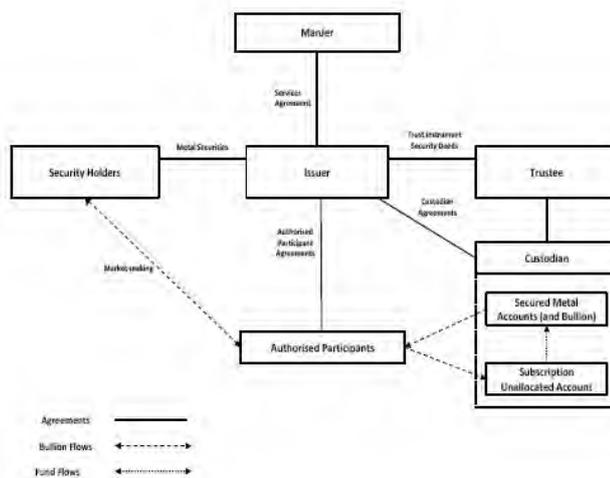 ManJer
Services
Agreement
Metal Securities
Trust Instrument
Security Deeds
Security Holders
Issuer
Trustee
Custodian
Agreements
Authorised
Participant
Agreements
Custodian
Market-making
Secured Metal
Accounts (and Bullion)
Authorised Participants
Subscription
Unallocated Account
Agreements
Bullion Flows
Fund Flows